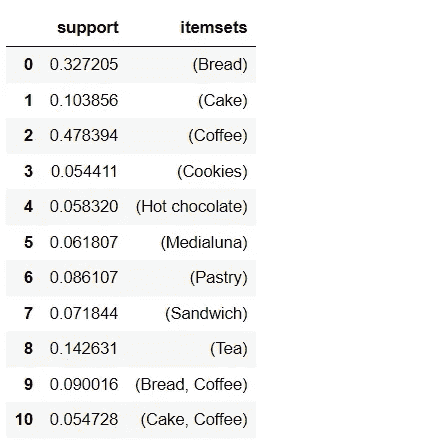 support itemsets
0 0.327205 (Bread)
1 0.103856 (Cake)
2 0.478394 (Coffee)
3 0.054411 (Cookies)
4 0.058320 (Hot chocolate)
5 0.061807 (Medialuna)
6 0.086107 (Pastry)
7 0.071844 (Sandwich)
8 0.142631 (Tea)
9 0.090016 (Bread, Coffee)
10 0.054728 (Cake, Coffee)